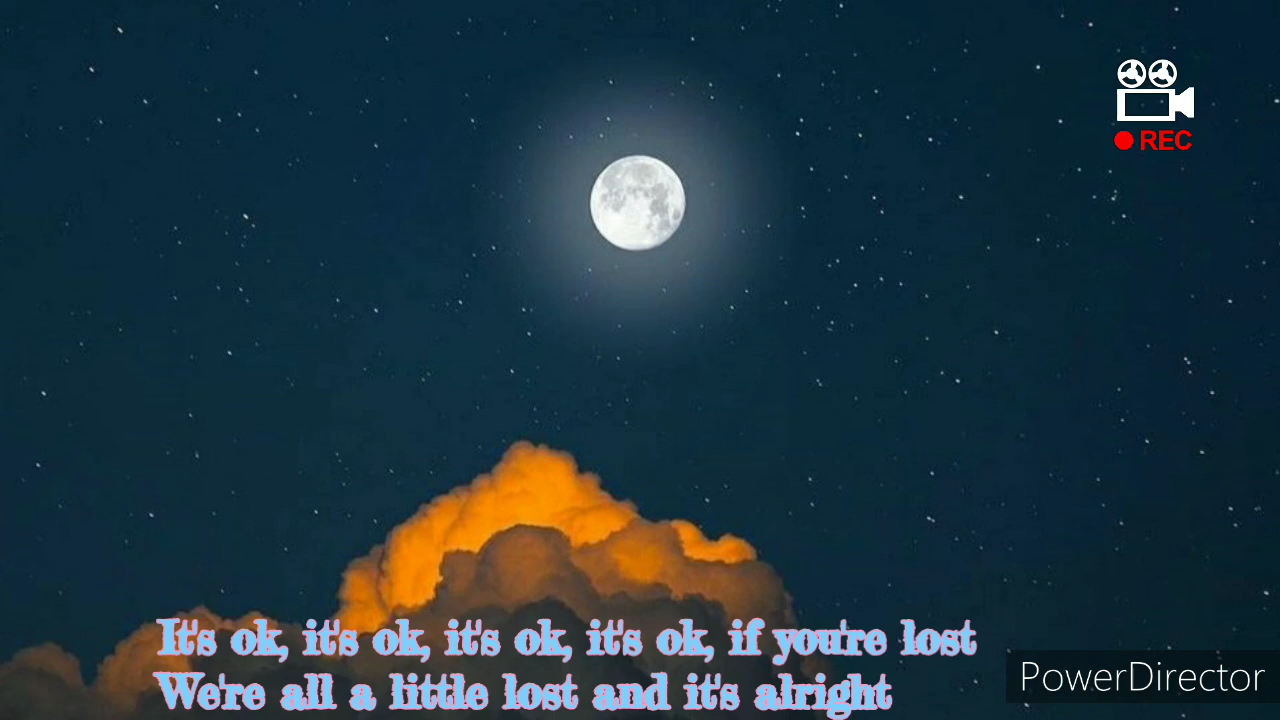 REC
It's ok, it's ok, it's ok, it's ok, if you're lost
We're all a little lost and it's alright
PowerDirector